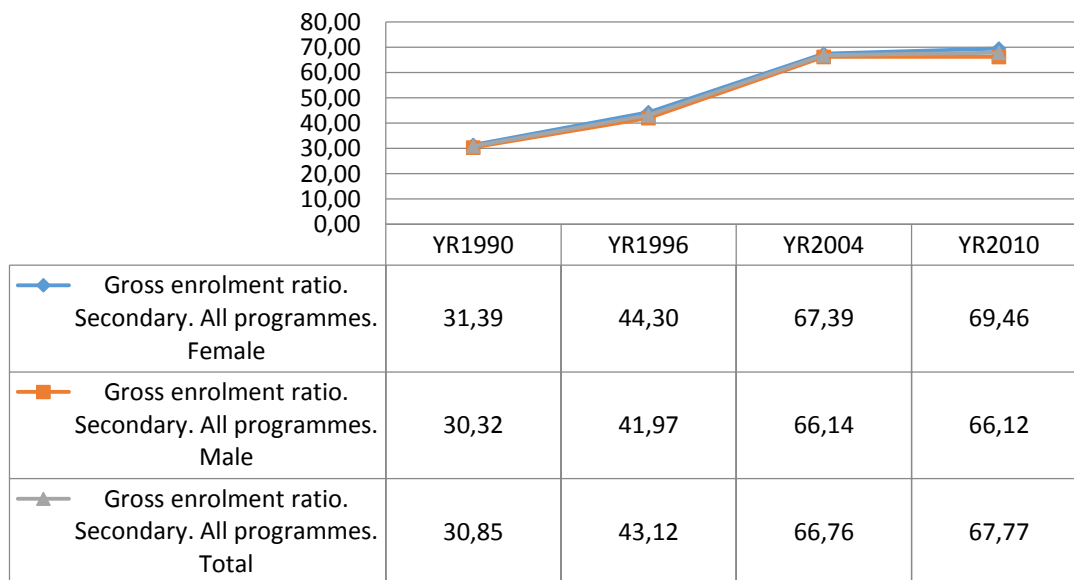 80,00
70,00
60,00
50,00
40,00
30,00
20,00
10,00
0,00
YR1990 YR1996 YR2004 YR2010
Gross enrolment ratio.
Secondary. All programmes.
Female
31,39 44,30 67,39 69,46
Gross enrolment ratio.
Secondary. All programmes.
Male
30,32 41,97 66,14 66,12
Gross enrolment ratio.
Secondary. All programmes.
Total
30,85 43,12 66,76 67,77